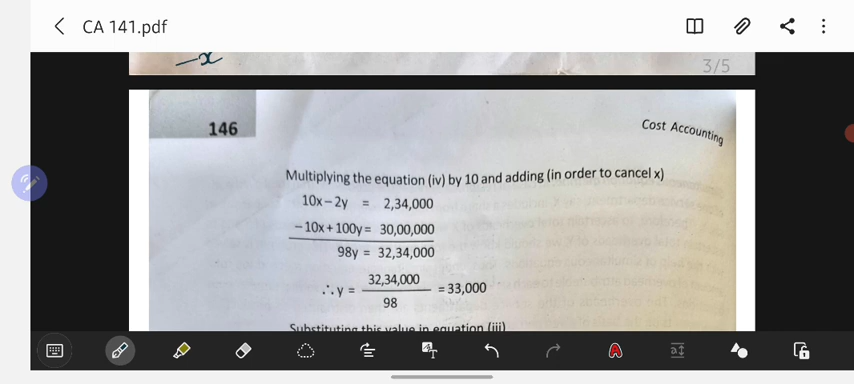 CA 141.pdf
-x
3/5
146
Cost Accounting
Multiplying the equation (iv) by 10 and adding (in order to cancel x)
10x – 2y = 2,34,000
– 10x + 100y = 30,00,000
98y = 32,34,000
∴ y = 32,34,000 / 98 = 33,000
Substituting this value in equation (iii)